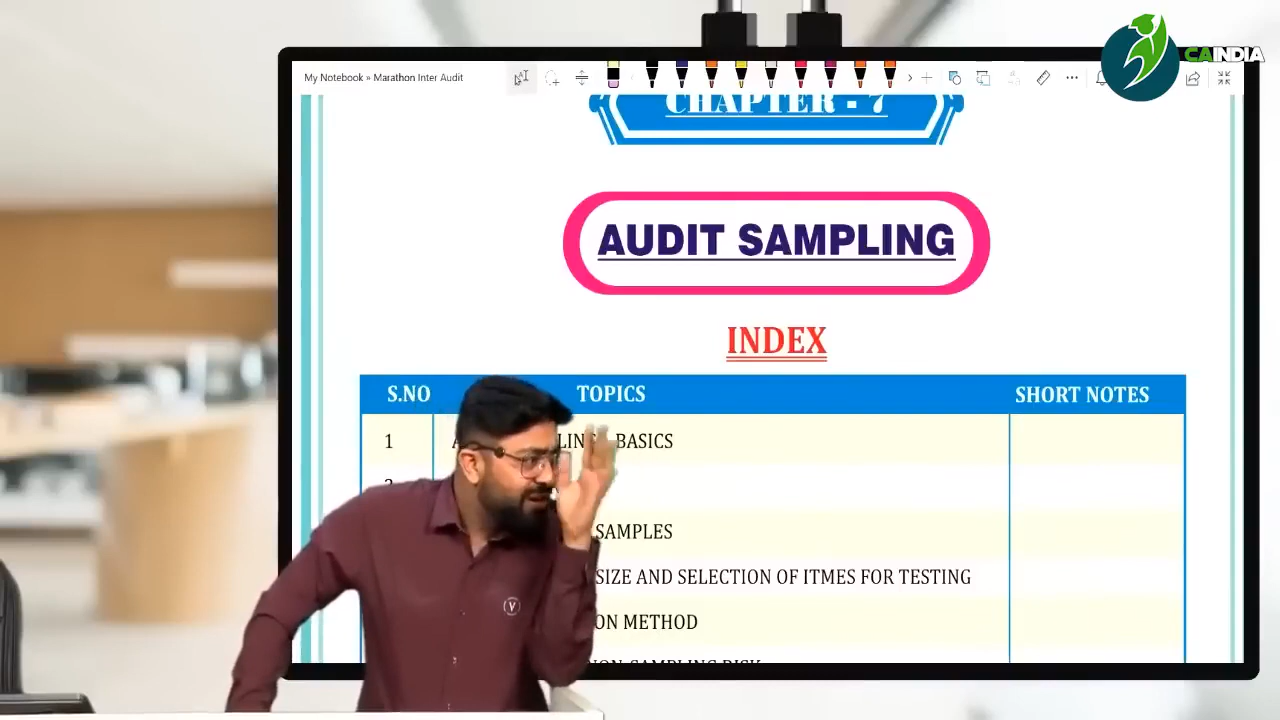 CAINDIA
My Notebook » Marathon Inter Audit
CHAPTER - 7
AUDIT SAMPLING
INDEX
S.NO TOPICS SHORT NOTES
1 BASICS
SAMPLES
SIZE AND SELECTION OF ITMES FOR TESTING
METHOD
V